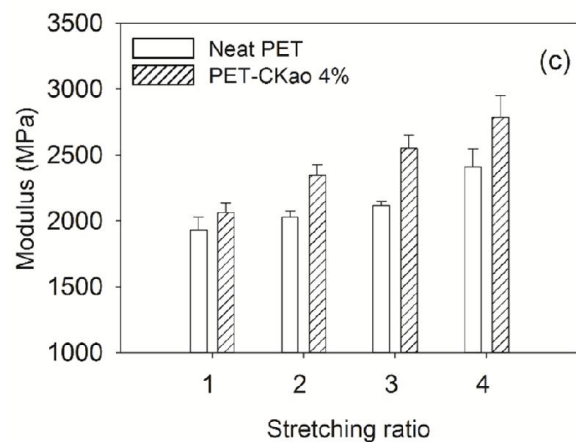 3500
Neat PET
(c)
PET-CKao 4%
3000
2500
2000
1500
1000
Modulus (MPa)
1 2 3 4
Stretching ratio